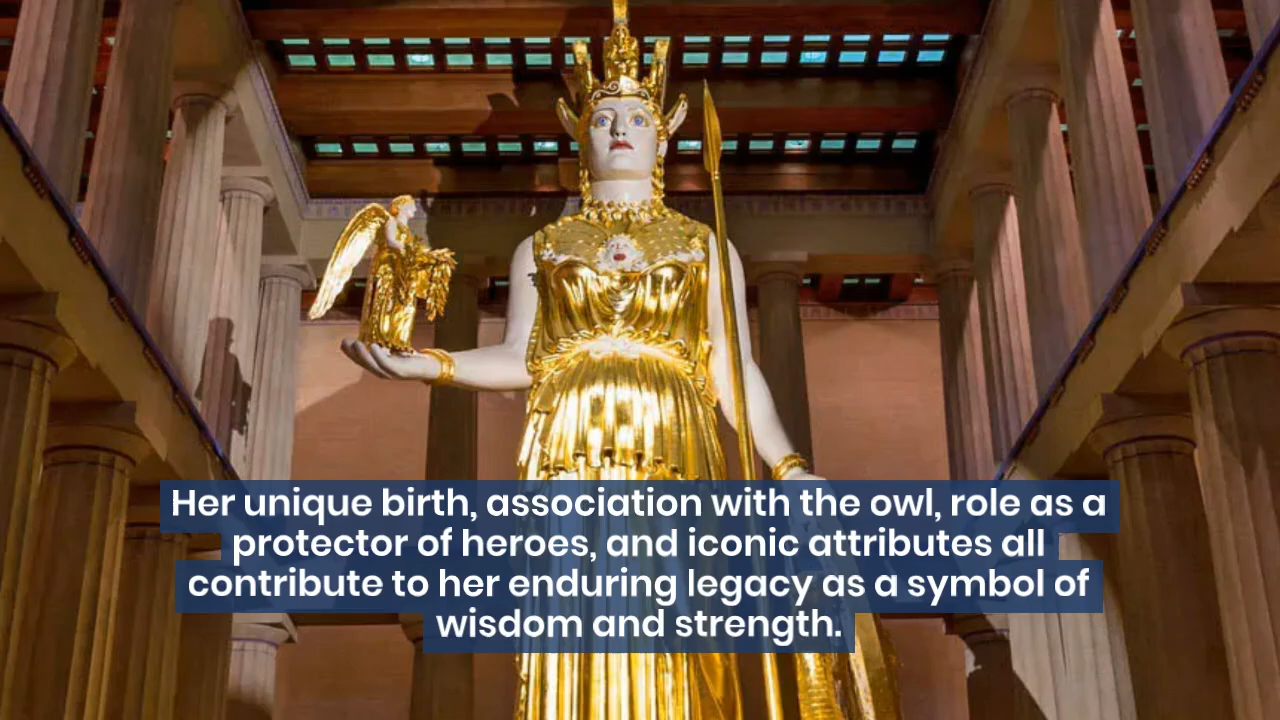 Her unique birth, association with the owl, role as a
protector of heroes, and iconic attributes all
contribute to her enduring legacy as a symbol of
wisdom and strength.